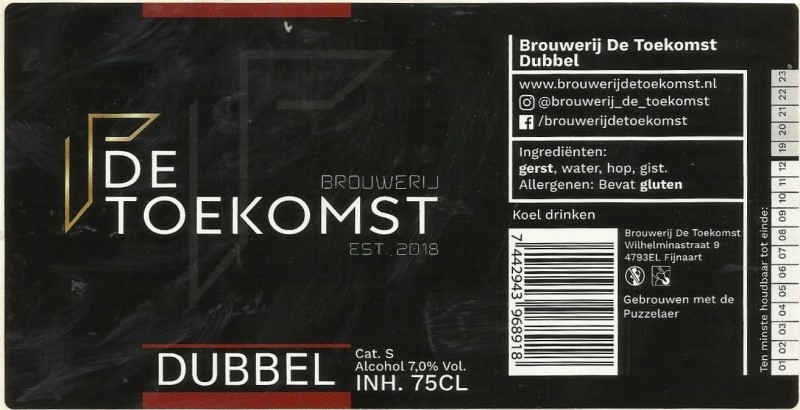 DE
BROUWERIJ
TOEKOMST
EST. 2018
DUBBEL
Cat. S
Alcohol 7,0% Vol.
INH. 75CL
Brouwerij De Toekomst
Dubbel
www.brouwerijdetoekomst.nl
@brouwerij_de_toekomst
/brouwerijdetoekomst
Ingrediënten:
gerst, water, hop, gist.
Allergenen: Bevat gluten
Koel drinken
7 442943 968918
Brouwerij De Toekomst
Wilhelminastraat 9
4793EL Fijnaart
Gebrouwen met de
Puzzelaer
Ten minste houdbaar tot einde:
01 02 03 04 05 06 07 08 09 10 11 12 19 20 21 22 23